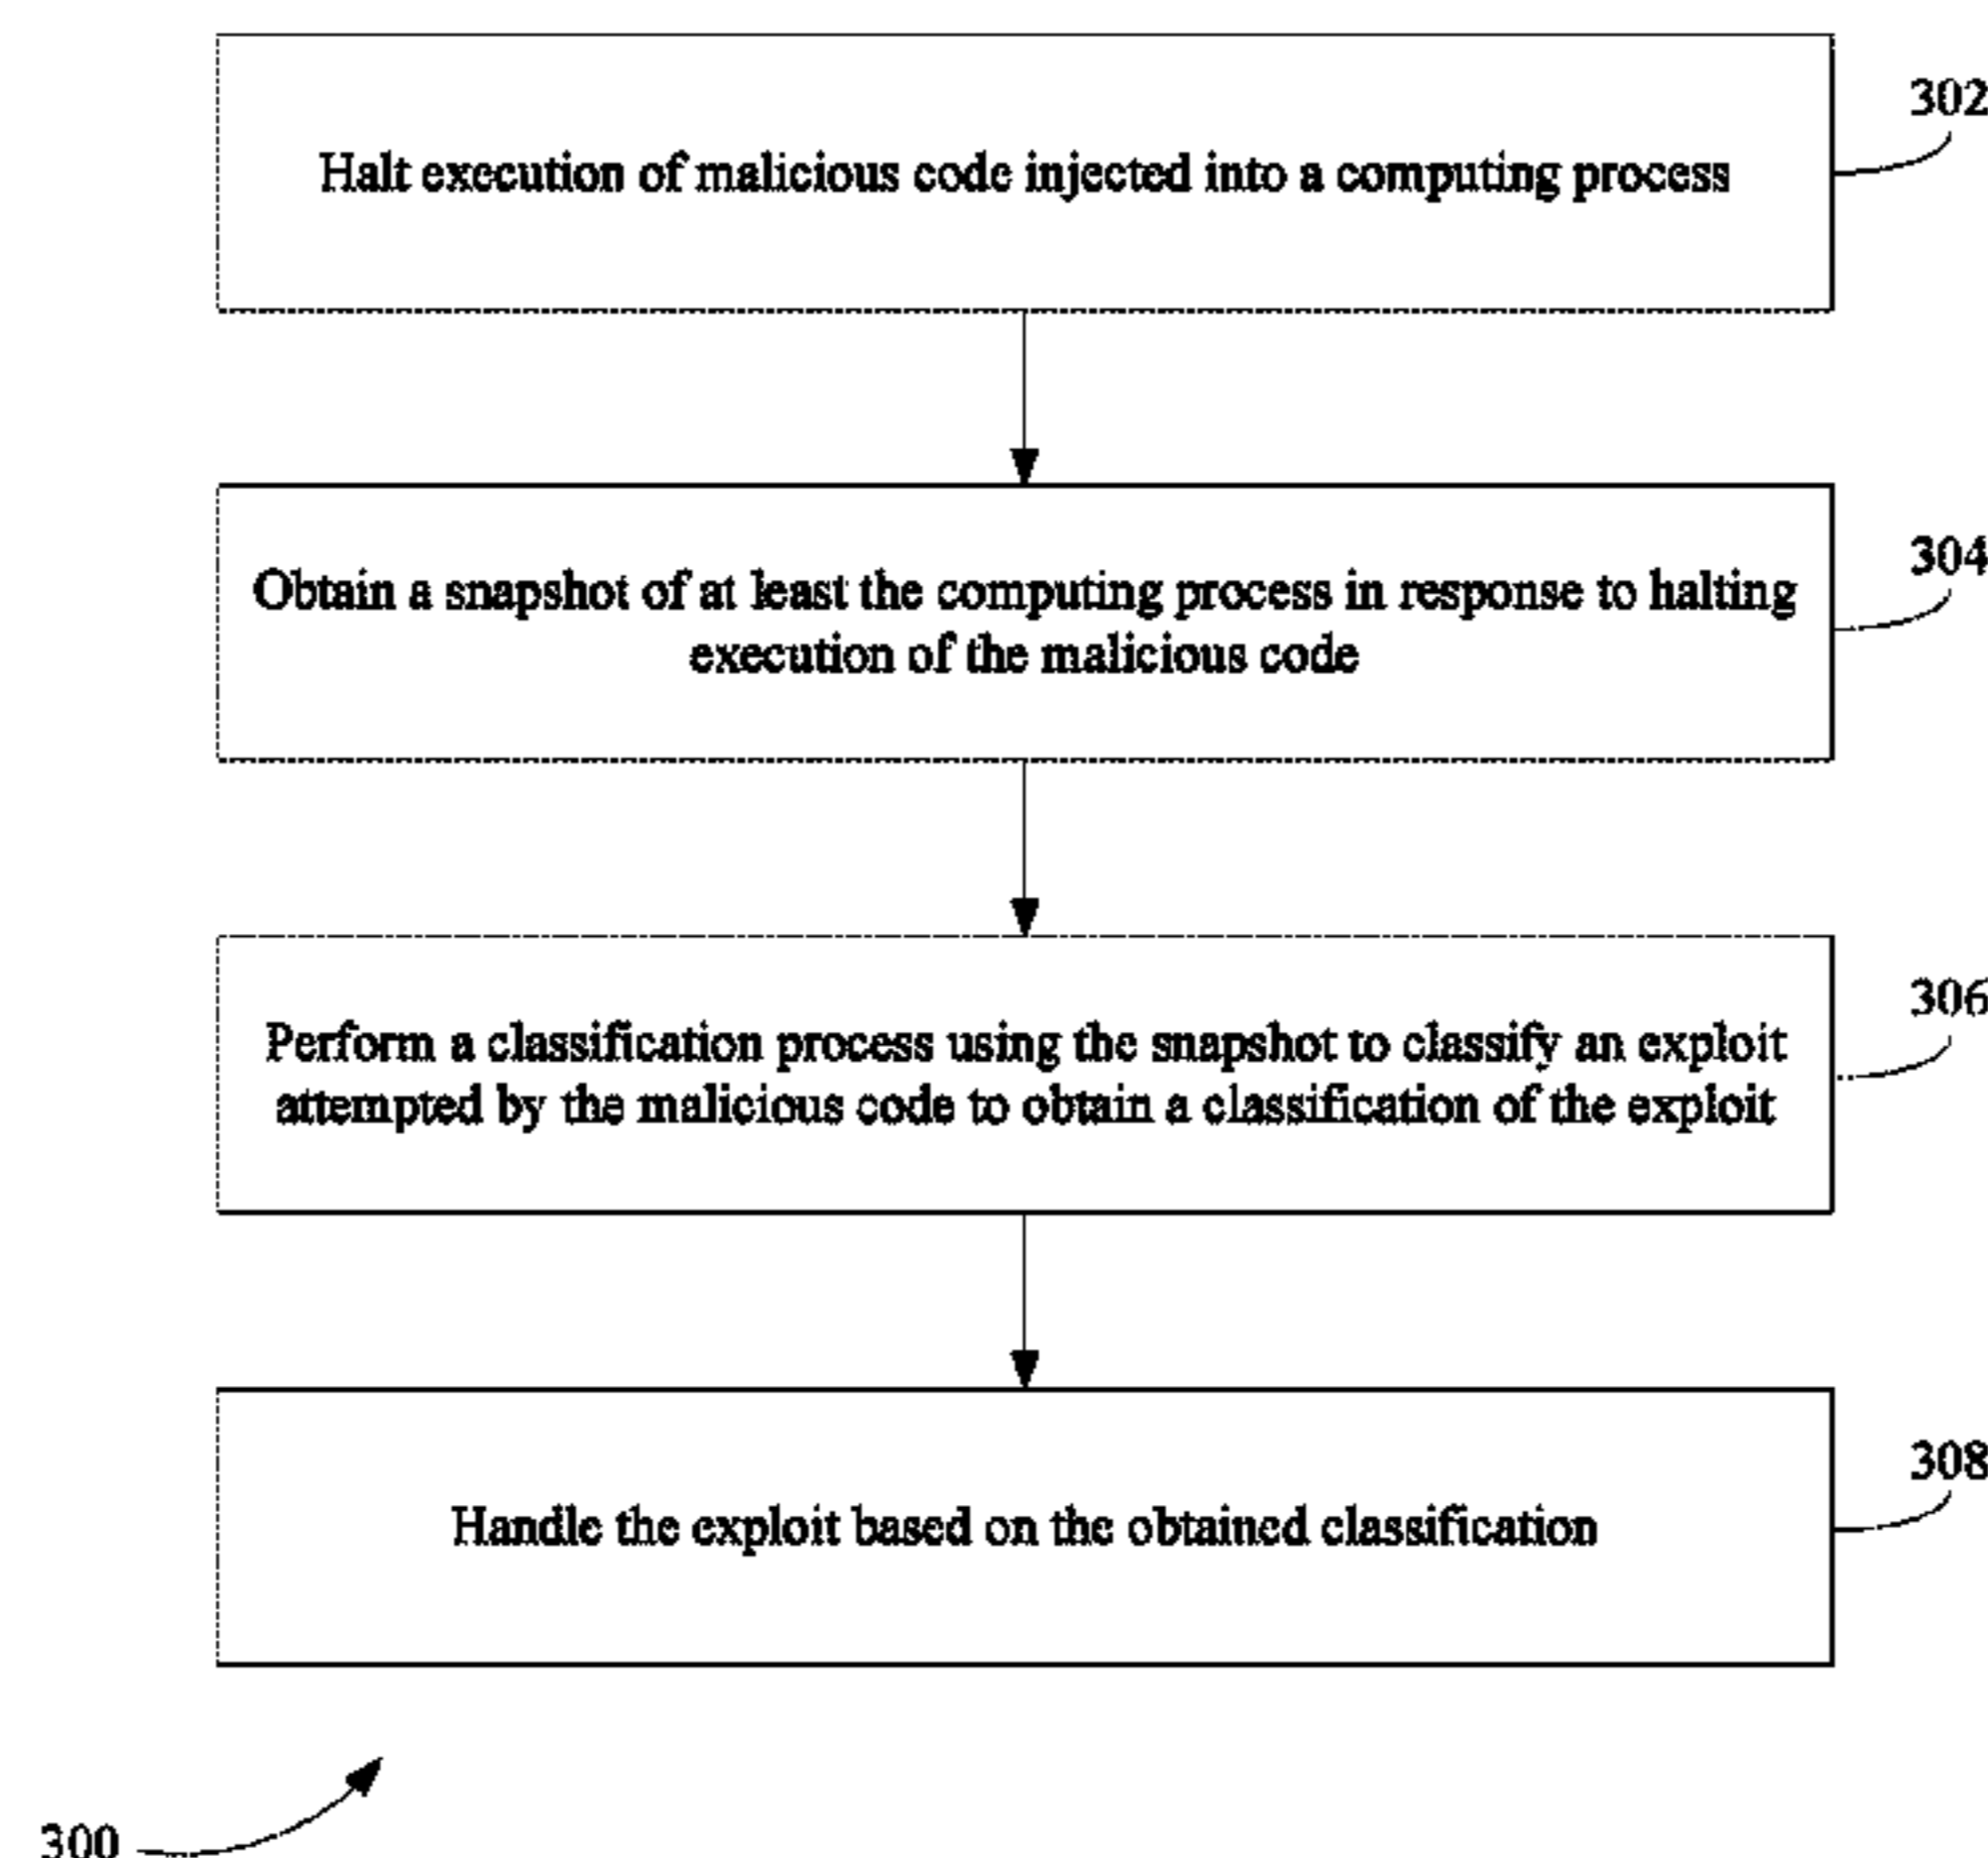 302
Halt execution of malicious code injected into a computing process
304
Obtain a snapshot of at least the computing process in response to halting
execution of the malicious code
306
Perform a classification process using the snapshot to classify an exploit
attempted by the malicious code to obtain a classification of the exploit
308
Handle the exploit based on the obtained classification
300